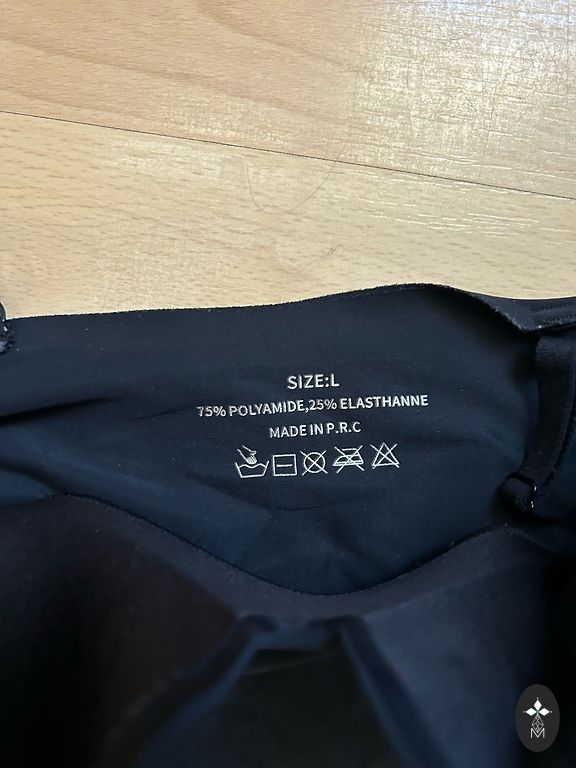 SIZE:L
75% POLYAMIDE,25% ELASTHANNE
MADE IN P.R.C